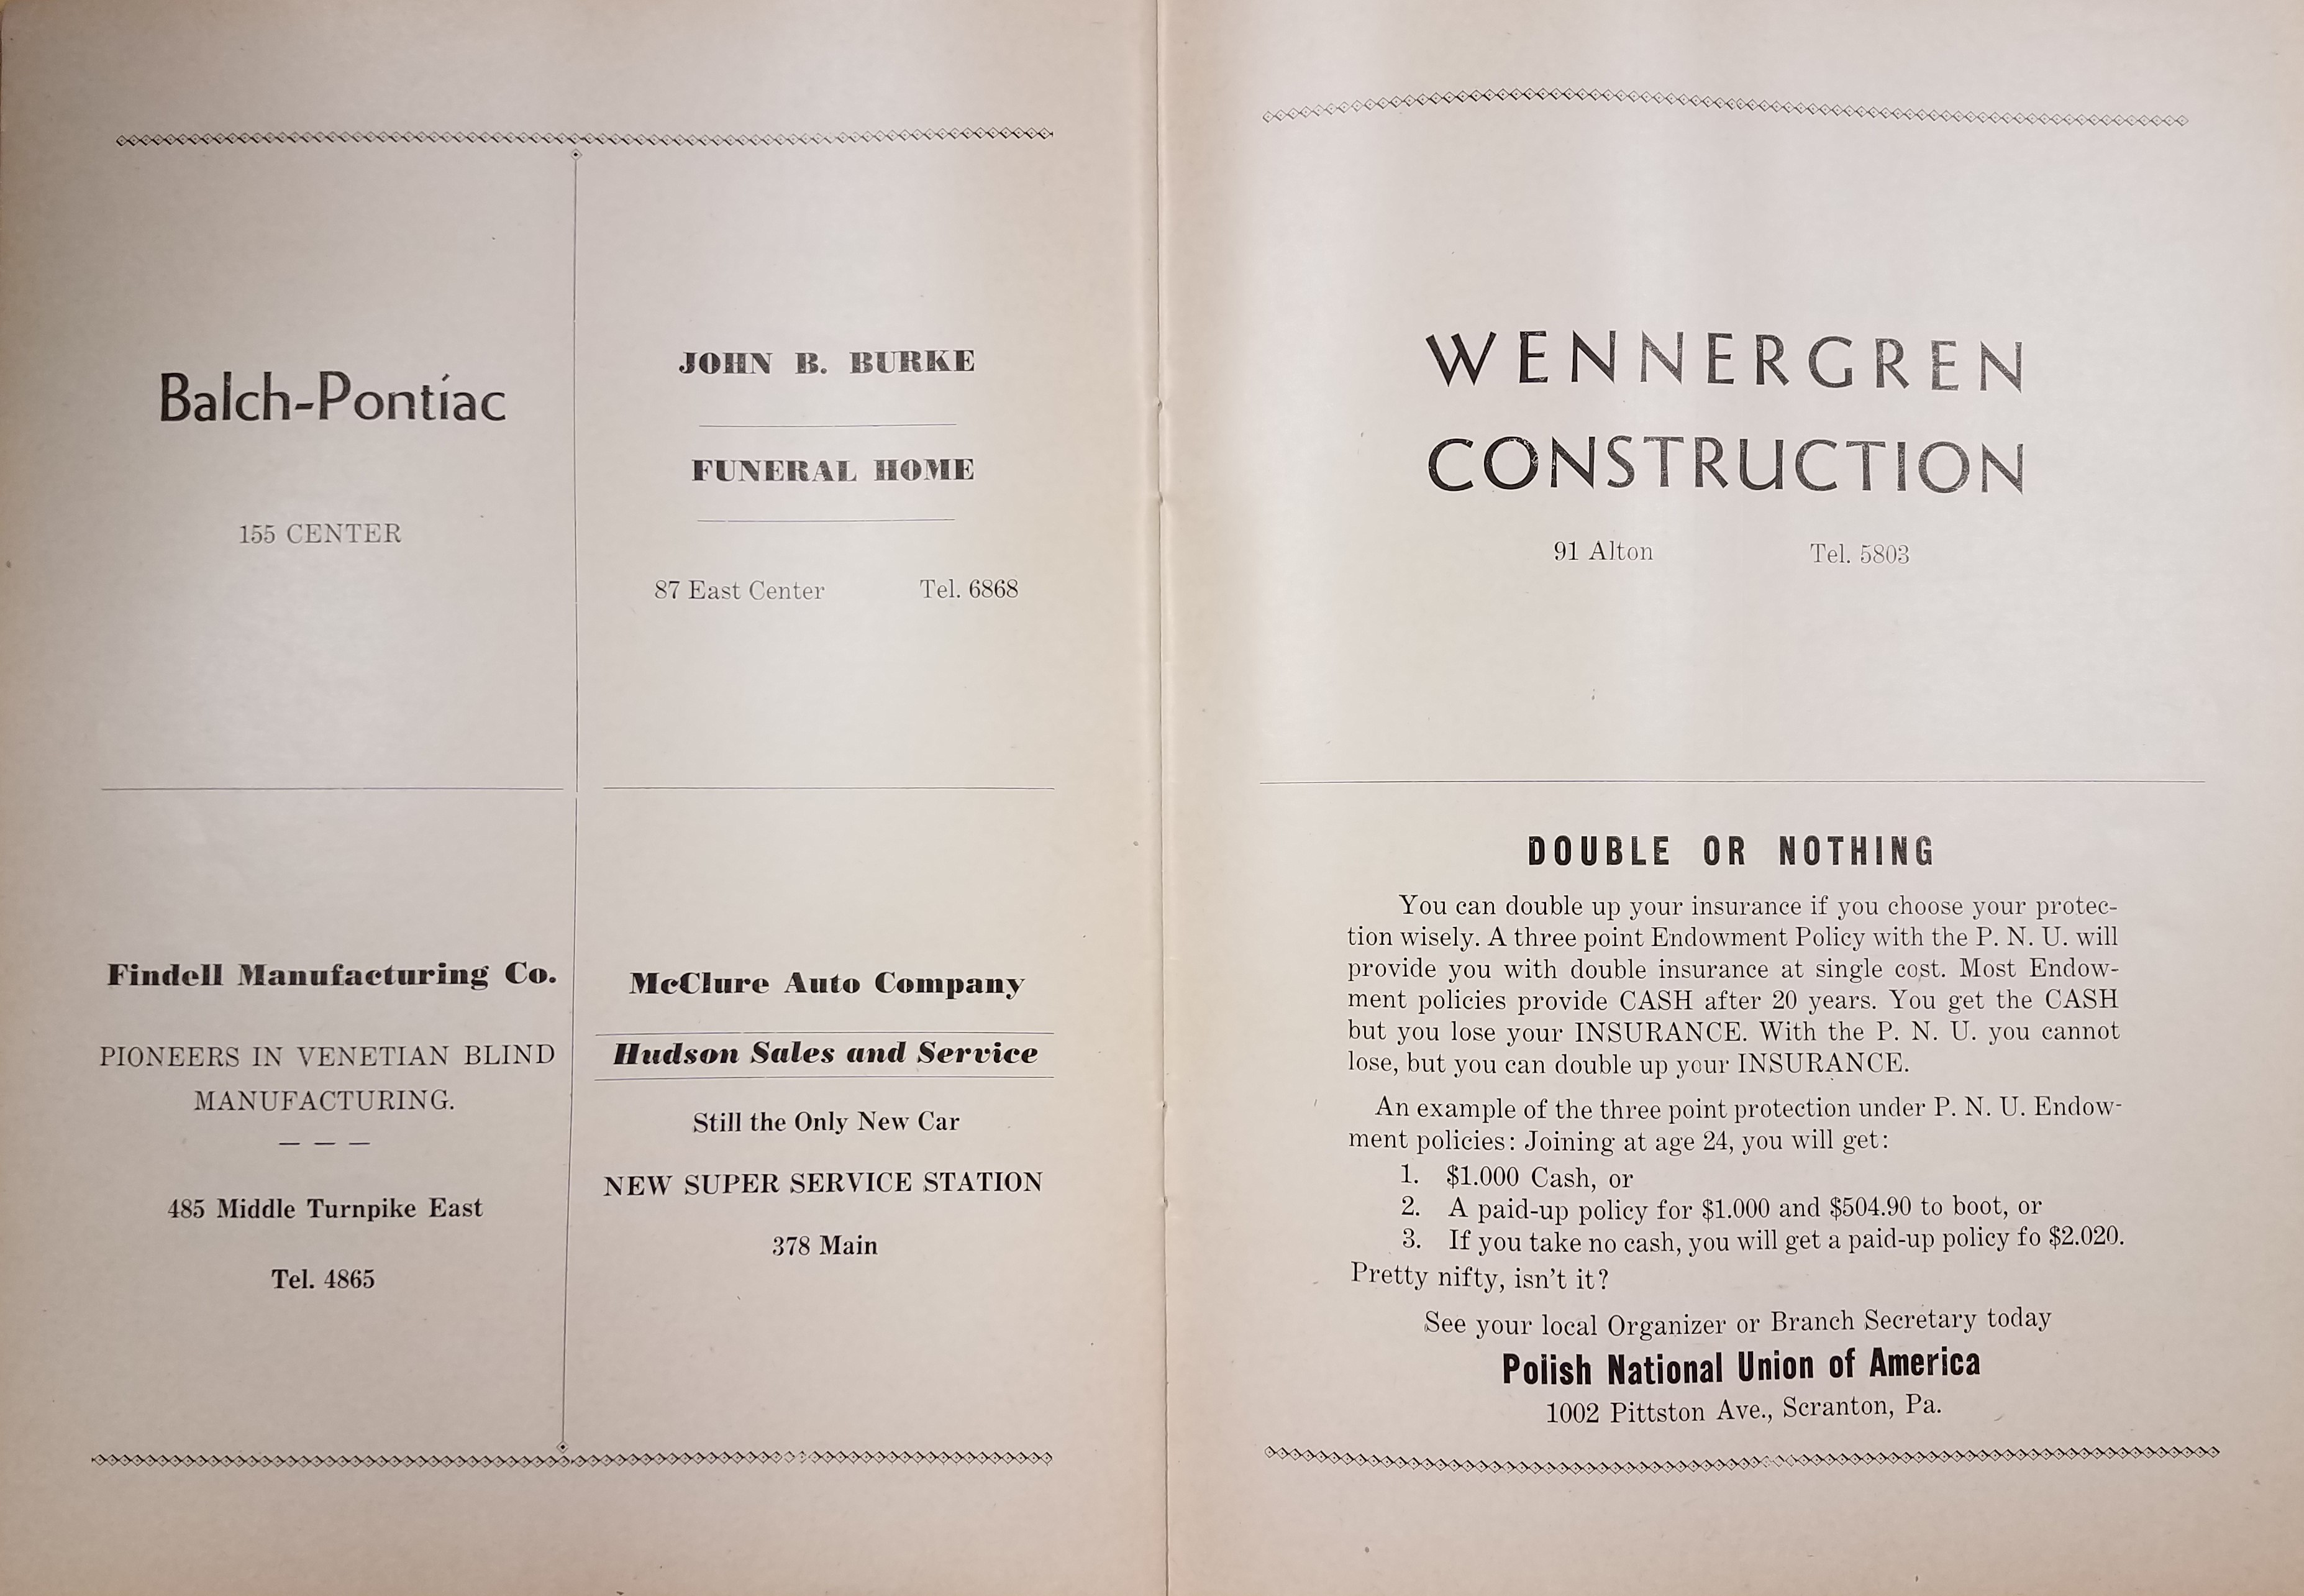 Balch-Pontiac
155 CENTER
JOHN B. BURKE
FUNERAL HOME
87 East Center Tel. 6868
Findell Manufacturing Co.
PIONEERS IN VENETIAN BLIND
MANUFACTURING.
485 Middle Turnpike East
Tel. 4865
McClure Auto Company
Hudson Sales and Service
Still the Only New Car
NEW SUPER SERVICE STATION
378 Main
WENNERGREN
CONSTRUCTION
91 Alton Tel. 5803
DOUBLE OR NOTHING
You can double up your insurance if you choose your protec-
tion wisely. A three point Endowment Policy with the P. N. U. will
provide you with double insurance at single cost. Most Endow-
ment policies provide CASH after 20 years. You get the CASH
but you lose your INSURANCE. With the P. N. U. you cannot
lose, but you can double up your INSURANCE.
An example of the three point protection under P. N. U. Endow-
ment policies: Joining at age 24, you will get:
1. $1.000 Cash, or
2. A paid-up policy for $1.000 and $504.90 to boot, or
3. If you take no cash, you will get a paid-up policy fo $2.020.
Pretty nifty, isn't it?
See your local Organizer or Branch Secretary today
Polish National Union of America
1002 Pittston Ave., Scranton, Pa.